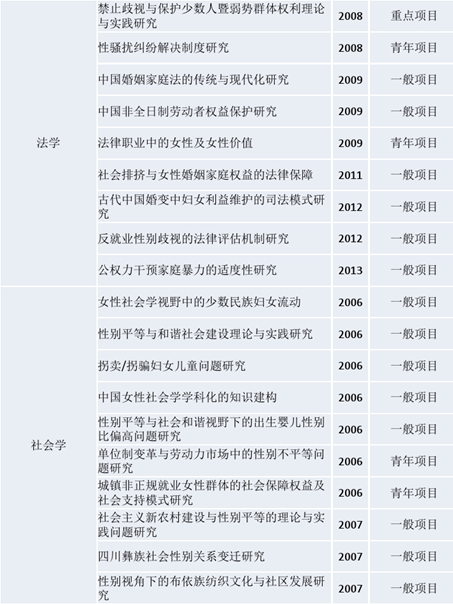 禁止歧视与保护少数人暨弱势群体权利理论
与实践研究 2008 重点项目
性骚扰纠纷解决制度研究 2008 青年项目
中国婚姻家庭法的传统与现代化研究 2009 一般项目
中国非全日制劳动者权益保护研究 2009 一般项目
法学 法律职业中的女性及女性价值 2009 青年项目
社会排挤与女性婚姻家庭权益的法律保障 2011 一般项目
古代中国婚变中妇女利益维护的司法模式研
究 2012 一般项目
反就业性别歧视的法律评估机制研究 2012 一般项目
公权力干预家庭暴力的适度性研究 2013 一般项目
女性社会学视野中的少数民族妇女流动 2006 一般项目
性别平等与和谐社会建设理论与实践研究 2006 一般项目
拐卖/拐骗妇女儿童问题研究 2006 一般项目
中国女性社会学学科化的知识建构 2006 一般项目
性别平等与社会和谐视野下的出生婴儿性别
比偏高问题研究 2006 一般项目
社会学
单位制变革与劳动力市场中的性别不平等问
题研究 2006 青年项目
城镇非正规就业女性群体的社会保障权益及
社会支持模式研究 2006 青年项目
社会主义新农村建设与性别平等的理论与实
践问题研究 2007 一般项目
四川彝族社会性别关系变迁研究 2007 一般项目
性别视角下的布依族纺织文化与社区发展研
究 2007 一般项目